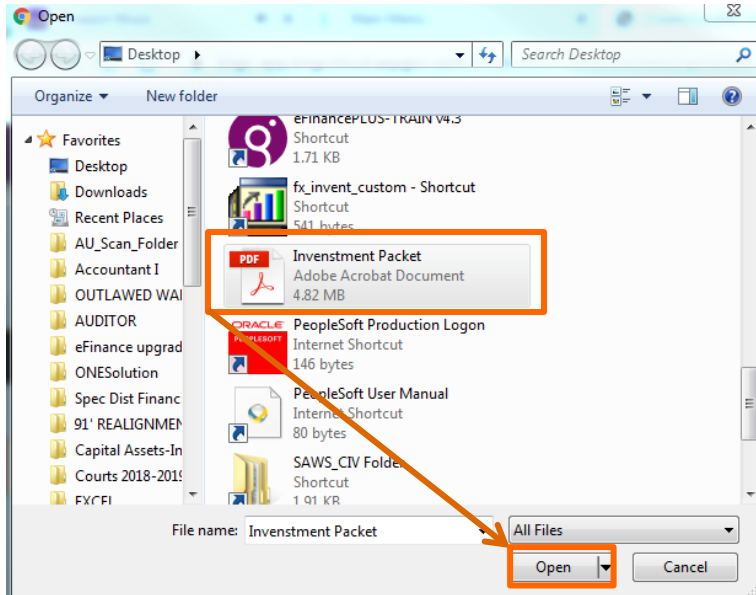 Open
Desktop
Search Desktop
Organize
New folder
Favorites
Desktop
Downloads
Recent Places
AU_Scan_Folder
Accountant I
OUTLAWED WAI
AUDITOR
eFinance upgrad
ONESolution
Spec Dist Financ
91' REALIGNMEN
Capital Assets-In
Courts 2018-2019
EXCEL
eFinancePLUS-TRAIN v4.3
Shortcut
1.71 KB
fx_invent_custom - Shortcut
Shortcut
541 bytes
PDF
Invenstment Packet
Adobe Acrobat Document
4.82 MB
ORACLE
PEOPLESOFT
PeopleSoft Production Logon
Internet Shortcut
146 bytes
PeopleSoft User Manual
Internet Shortcut
80 bytes
SAWS_CIV Folder
Shortcut
1.91 KB
File name: Invenstment Packet
All Files
Open
Cancel